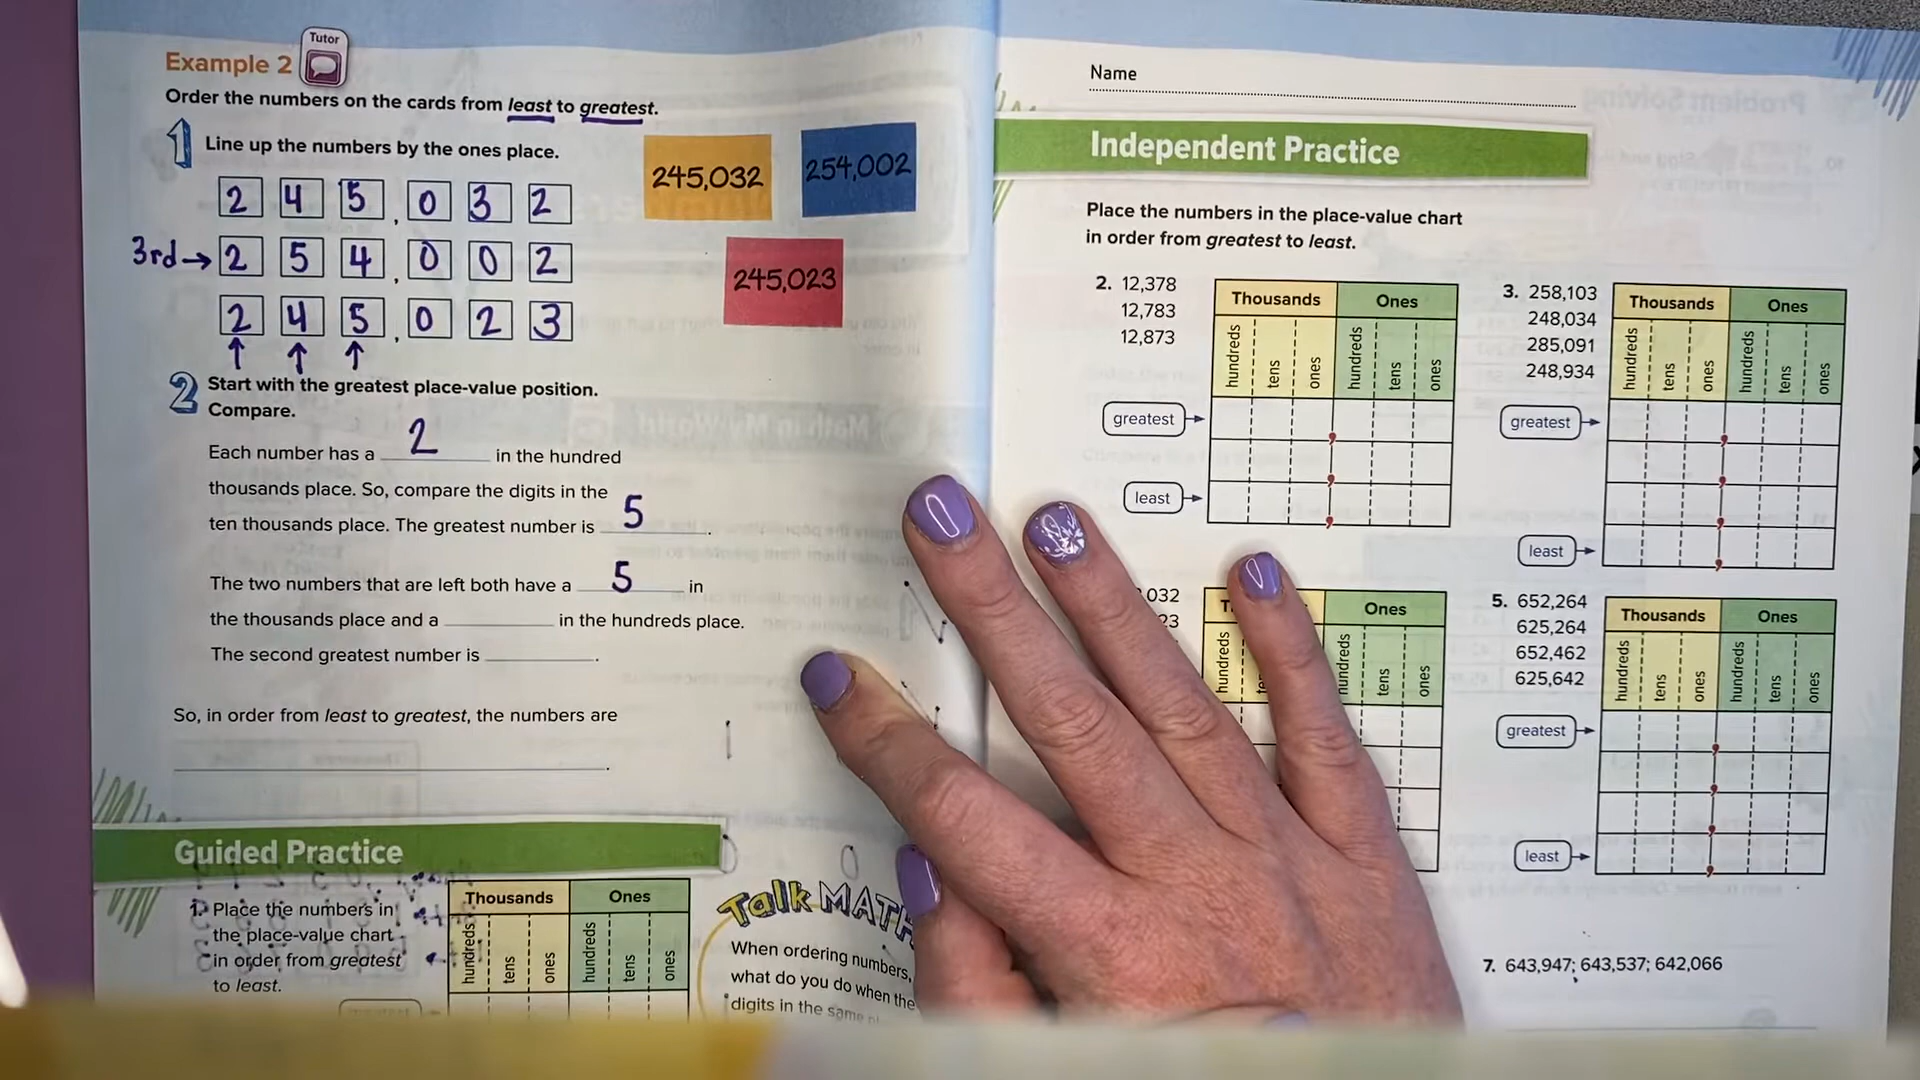 Tutor
Example 2
Order the numbers on the cards from least to greatest.
1 Line up the numbers by the ones place.
245,032
254,002
245,023
2 4 5 , 0 3 2
3rd→ 2 5 4 , 0 0 2
2 4 5 , 0 2 3
2 Start with the greatest place-value position.
Compare.
Each number has a 2 in the hundred
thousands place. So, compare the digits in the
ten thousands place. The greatest number is 5.
The two numbers that are left both have a 5 in
the thousands place and a ______ in the hundreds place.
The second greatest number is ______.
So, in order from least to greatest, the numbers are
______.
Guided Practice
1. Place the numbers in
the place-value chart
in order from greatest
to least.
Thousands Ones
hundreds tens ones hundreds tens ones
Talk MATH
When ordering numbers,
what do you do when the
digits in the same
Name
Independent Practice
Place the numbers in the place-value chart
in order from greatest to least.
2. 12,378
12,783
12,873
Thousands Ones
hundreds tens ones hundreds tens ones
greatest
least
3. 258,103
248,034
285,091
248,934
Thousands Ones
hundreds tens ones hundreds tens ones
greatest
least
032
23
Ones
hundreds
hundreds tens ones
5. 652,264
625,264
652,462
625,642
Thousands Ones
hundreds tens ones hundreds tens ones
greatest
least
7. 643,947; 643,537; 642,066